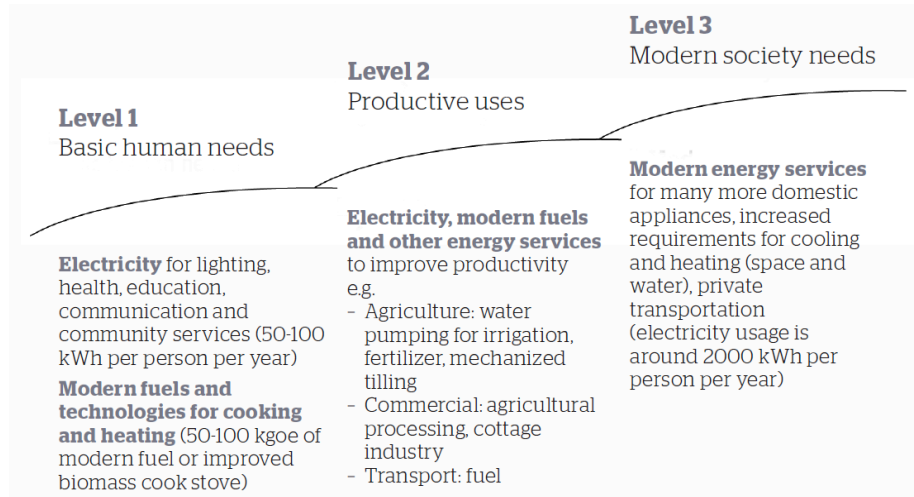 Level 1
Basic human needs
Electricity for lighting,
health, education,
communication and
community services (50-100
kWh per person per year)
Modern fuels and
technologies for cooking
and heating (50-100 kgoe of
modern fuel or improved
biomass cook stove)
Level 2
Productive uses
Electricity, modern fuels
and other energy services
to improve productivity
e.g.
- Agriculture: water
pumping for irrigation,
fertilizer, mechanized
tilling
- Commercial: agricultural
processing, cottage
industry
- Transport: fuel
Level 3
Modern society needs
Modern energy services
for many more domestic
appliances, increased
requirements for cooling
and heating (space and
water), private
transportation
(electricity usage is
around 2000 kWh per
person per year)